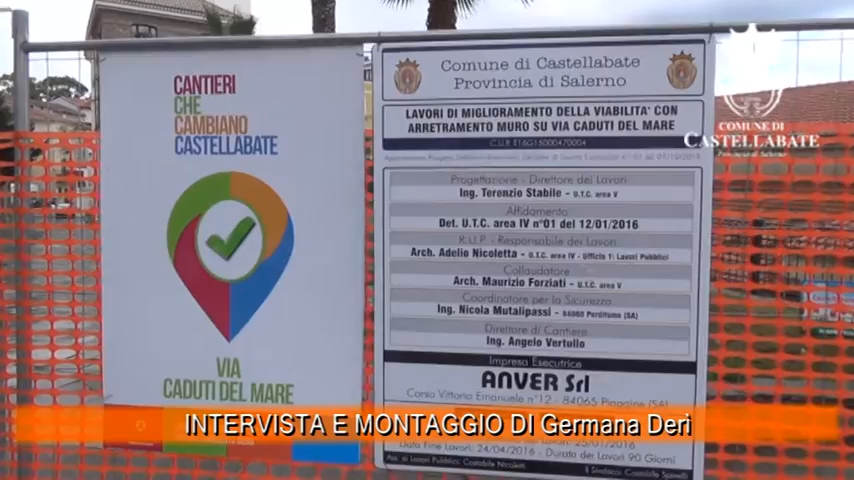 CANTIERI
CHE
CAMBIANO
CASTELLABATE
VIA
CADUTI DEL MARE
Comune di Castellabate
Provincia di Salerno
LAVORI DI MIGLIORAMENTO DELLA VIABILITA' CON
ARRETRAMENTO MURO SU VIA CADUTI DEL MARE
C.U.P. E16G15000470004
Progettazione - Direttore dei Lavori
Ing. Terenzio Stabile - U.T.C. area V
Affidamento
Det. U.T.C. area IV n°01 del 12/01/2016
R.U.P. - Responsabile dei Lavori
Arch. Adelio Nicoletta - U.T.C. area IV - Ufficio 1: Lavori Pubblici
Collaudatore
Arch. Maurizio Forziati - U.T.C. area V
Coordinatore per la Sicurezza
Ing. Nicola Mutalipassi - 84060 Perdifumo (SA)
Direttore di Cantiere
Ing. Angelo Vertullo
Impresa Esecutrice
ANVER Srl
Corso Vittorio Emanuele n°12 - 84065 Piaggine (SA)
25/01/2016
Data Fine Lavori: 24/04/2016 - Durata dei Lavori 90 Giorni
COMUNE DI
CASTELLABATE
Provincia di Salerno
INTERVISTA E MONTAGGIO DI Germana Derì